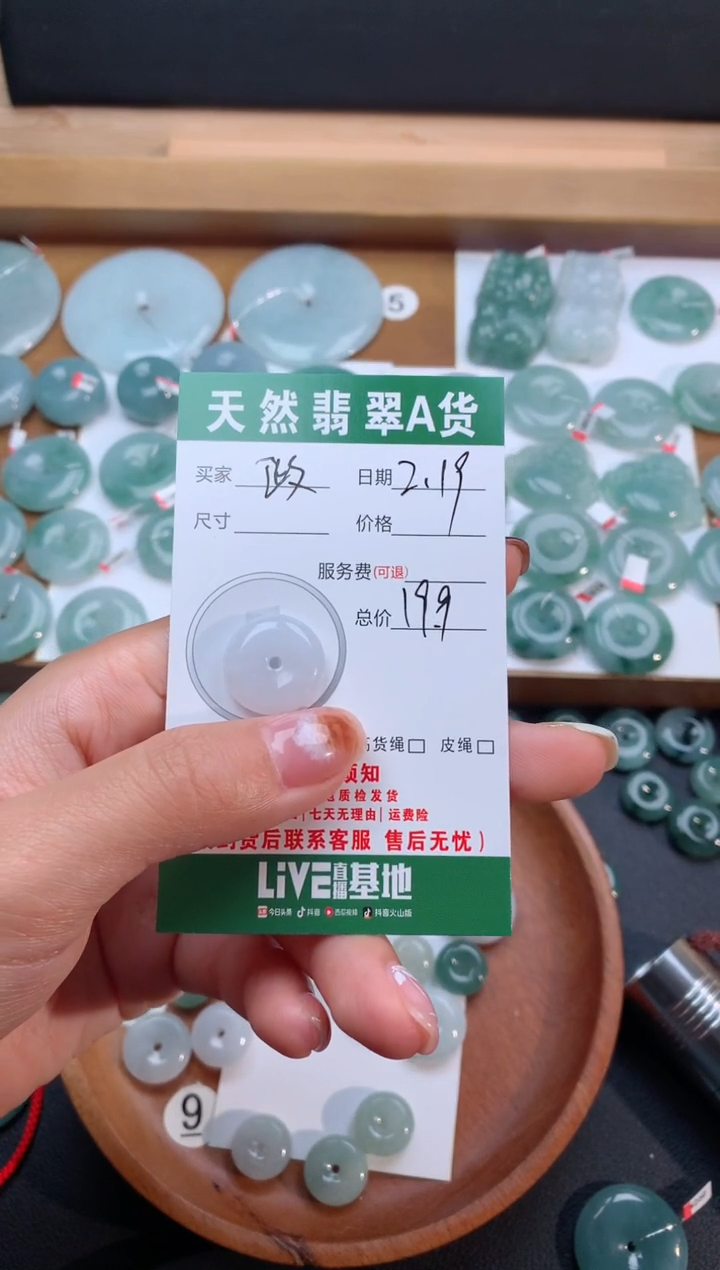 5
天然翡翠A货
买家 政 日期 2.19
尺寸 价格
服务费(可退)
总价 199
货绳 皮绳
须知
质检发货
|七天无理由|运费险
货后联系客服 售后无忧)
LiVE直播基地
今日头条 抖音 西瓜视频 抖音火山版
9